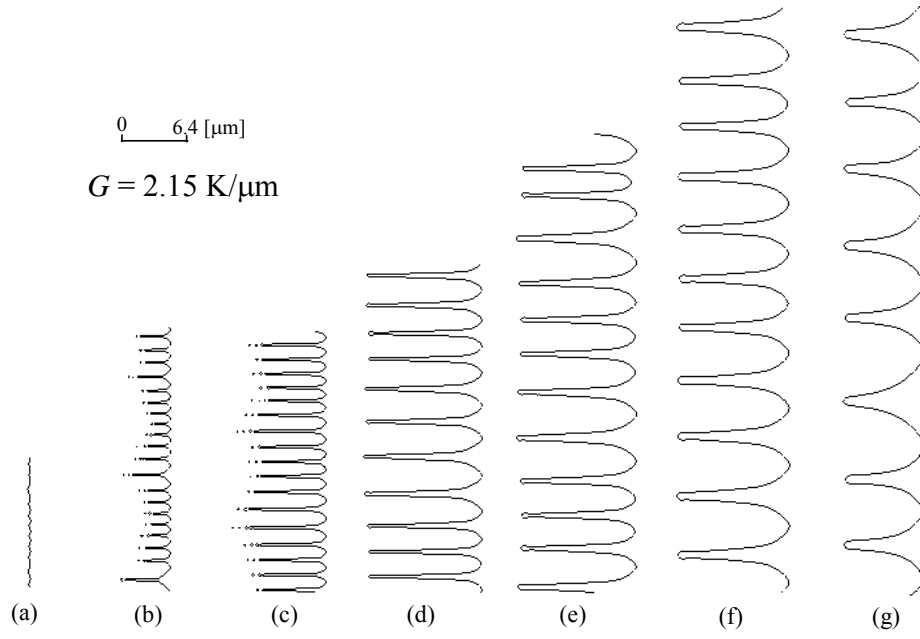 0 6.4 [μm]
G = 2.15 K/μm
(a) (b) (c) (d) (e) (f) (g)